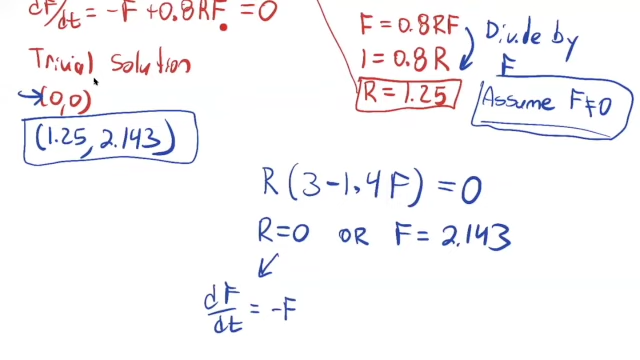 dF/dt = -F + 0.8RF = 0
Trivial Solution
→(0,0)
(1.25, 2.143)
F = 0.8RF
1 = 0.8R
R = 1.25
Divide by
F
Assume F≠0
R(3-1.4F) = 0
R=0 OR F = 2.143
dF/dt = -F